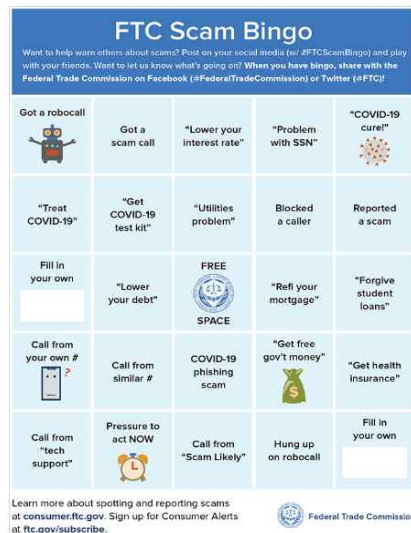 FTC Scam Bingo
Want to help warn others about scams? Post on your social media (w/ #FTCScamBingo) and play
with your friends. Want to let us know what's going on? When you have bingo, share with the
Federal Trade Commission on Facebook (@FederalTradeCommission) or Twitter (@FTC)!
Got a robocall
Got a
scam call
"Lower your
interest rate"
"Problem
with SSN"
"COVID-19
cure!"
"Treat
COVID-19"
"Get
COVID-19
test kit"
"Utilities
problem"
Blocked
a caller
Reported
a scam
Fill in
your own
"Lower
your debt"
FREE
SPACE
"Refi your
mortgage"
"Forgive
student
loans"
Call from
your own #
?
Call from
similar #
COVID-19
phishing
scam
"Get free
gov't money"
$
"Get health
insurance"
Call from
"tech
support"
Pressure to
act NOW
Call from
"Scam Likely"
Hung up
on robocall
Fill in
your own
Learn more about spotting and reporting scams
at consumer.ftc.gov. Sign up for Consumer Alerts
at ftc.gov/subscribe.
Federal Trade Commissio